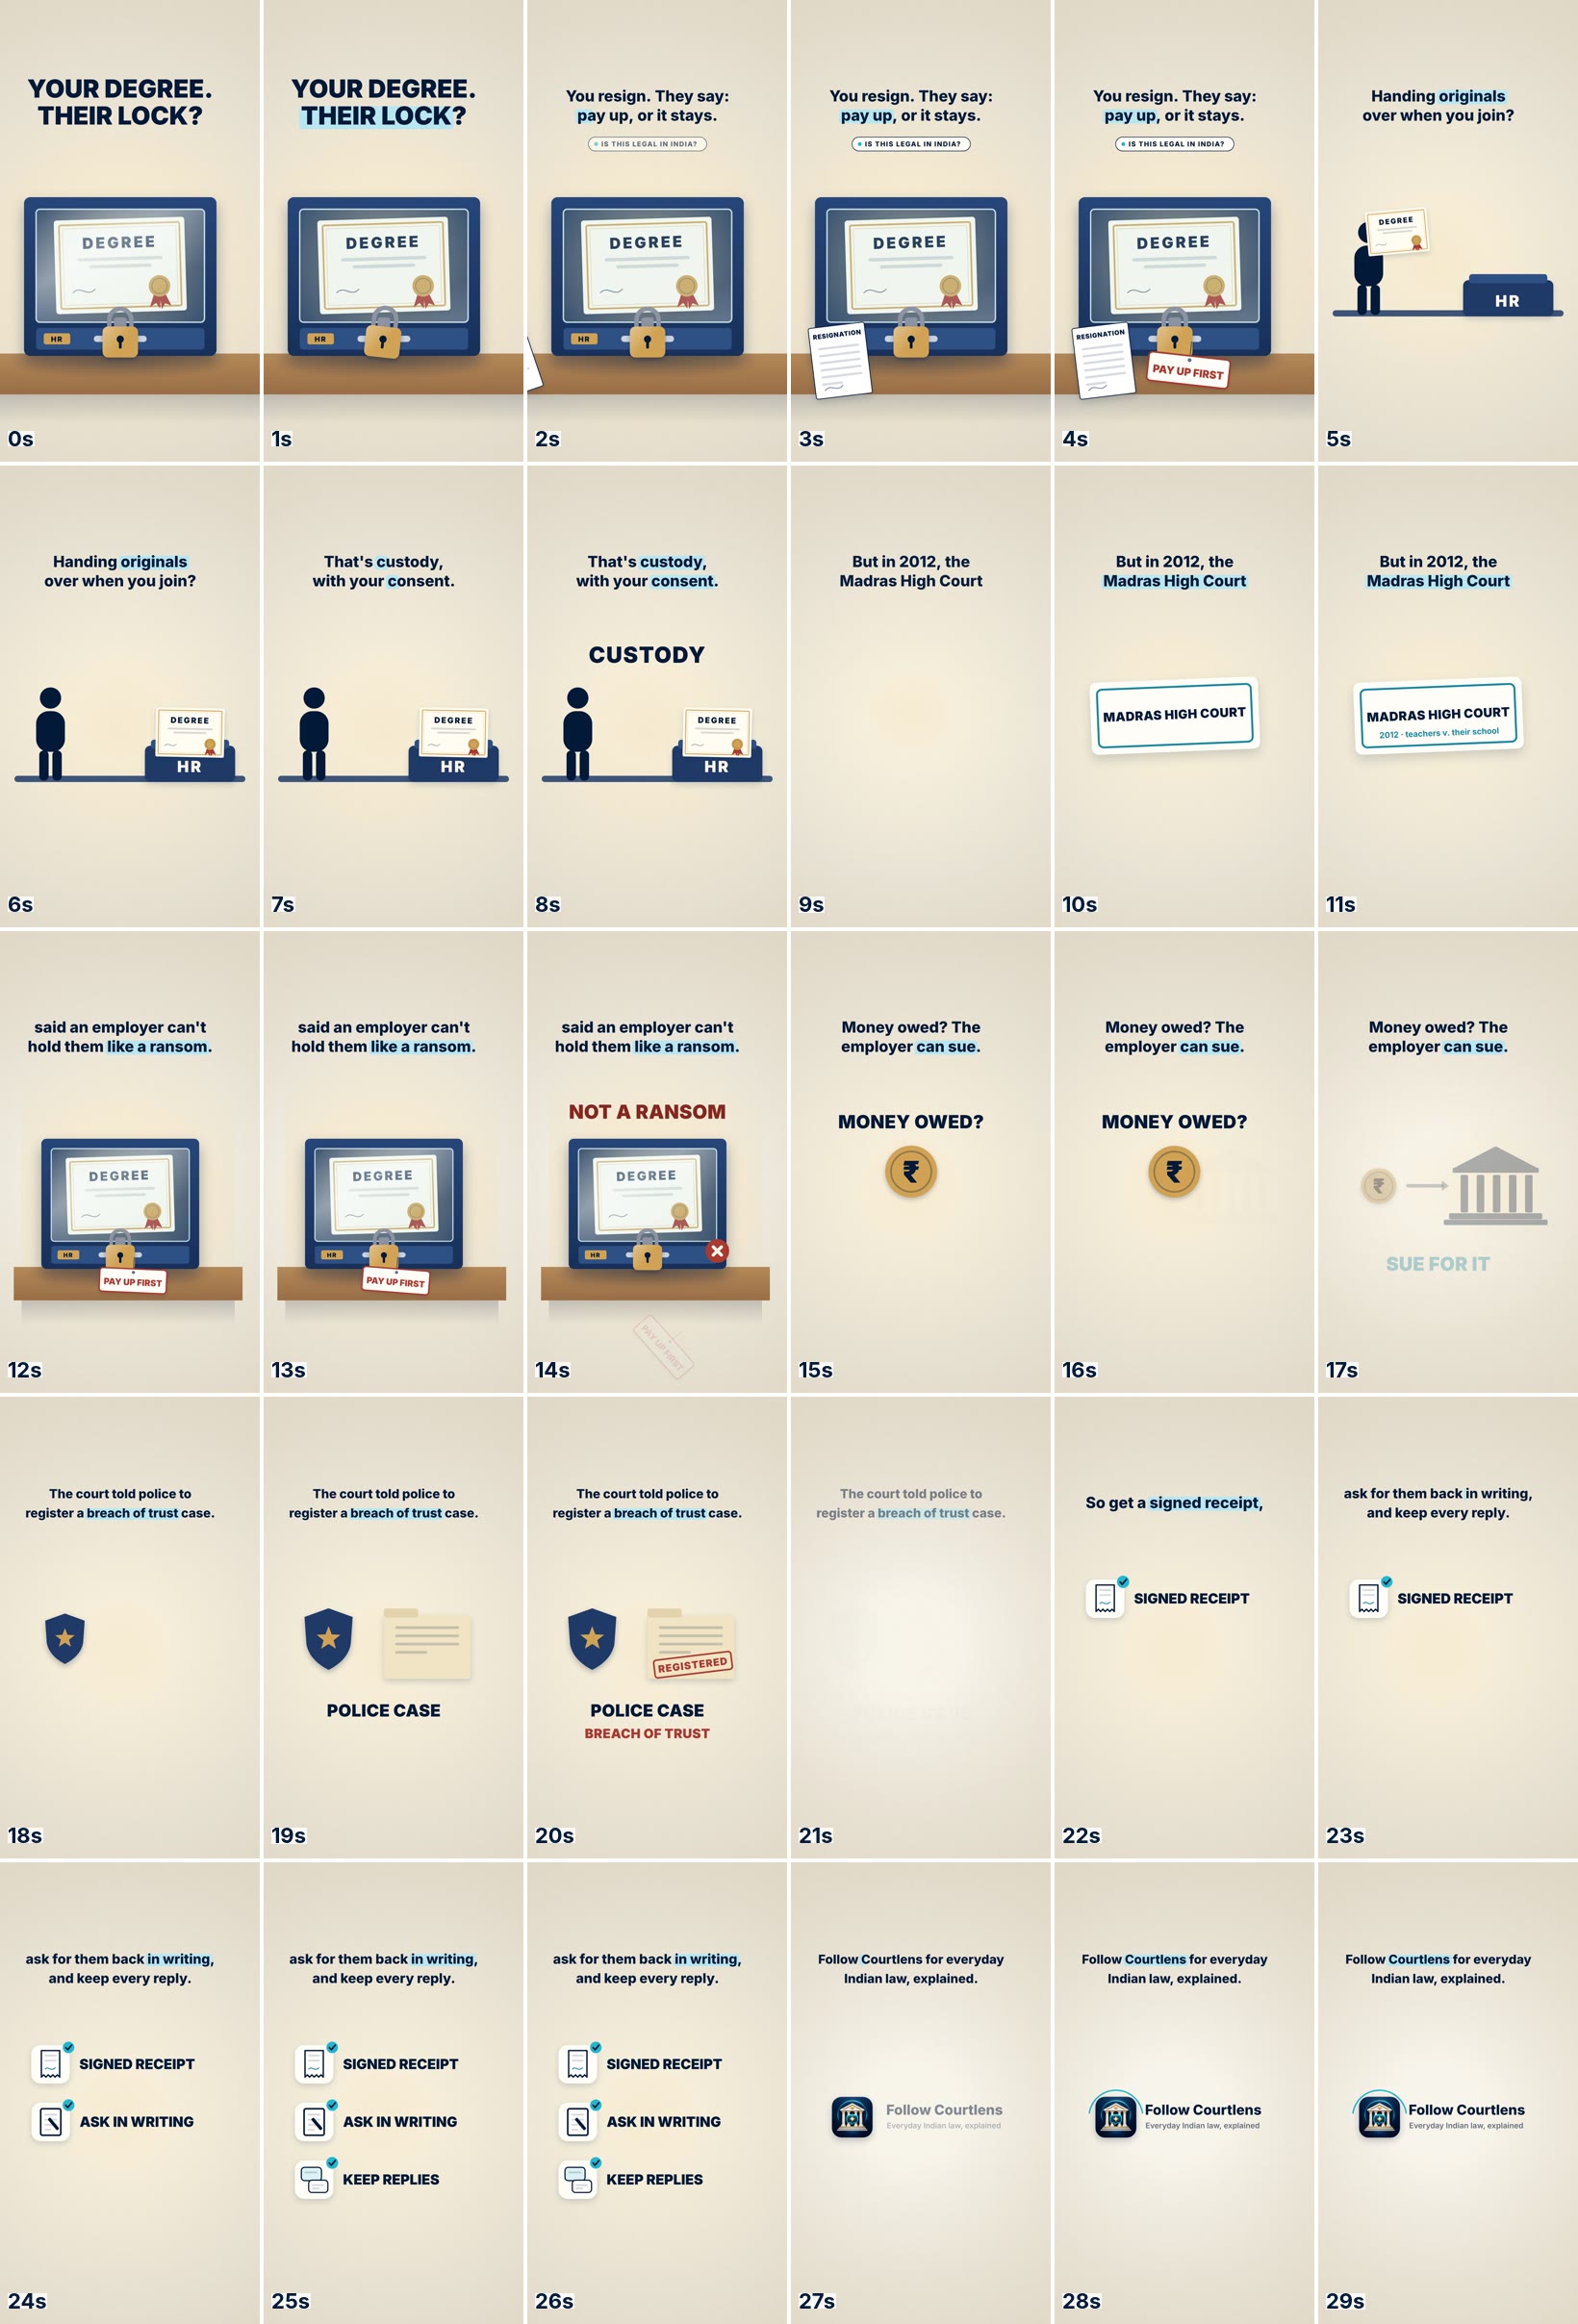 YOUR DEGREE.
THEIR LOCK?
DEGREE
HR
0s
YOUR DEGREE.
THEIR LOCK?
DEGREE
HR
1s
You resign. They say:
pay up, or it stays.
IS THIS LEGAL IN INDIA?
DEGREE
HR
2s
You resign. They say:
pay up, or it stays.
IS THIS LEGAL IN INDIA?
DEGREE
HR
RESIGNATION
3s
You resign. They say:
pay up, or it stays.
IS THIS LEGAL IN INDIA?
DEGREE
RESIGNATION
PAY UP FIRST
4s
Handing originals
over when you join?
DEGREE
HR
5s
Handing originals
over when you join?
DEGREE
HR
6s
That's custody,
with your consent.
DEGREE
HR
7s
That's custody,
with your consent.
CUSTODY
DEGREE
HR
8s
But in 2012, the
Madras High Court
9s
But in 2012, the
Madras High Court
MADRAS HIGH COURT
10s
But in 2012, the
Madras High Court
MADRAS HIGH COURT
2012 · teachers v. their school
11s
said an employer can't
hold them like a ransom.
DEGREE
HR
PAY UP FIRST
12s
said an employer can't
hold them like a ransom.
DEGREE
HR
PAY UP FIRST
13s
said an employer can't
hold them like a ransom.
NOT A RANSOM
DEGREE
HR
PAY UP FIRST
14s
Money owed? The
employer can sue.
MONEY OWED?
₹
15s
Money owed? The
employer can sue.
MONEY OWED?
₹
16s
Money owed? The
employer can sue.
₹
SUE FOR IT
17s
The court told police to
register a breach of trust case.
18s
The court told police to
register a breach of trust case.
POLICE CASE
19s
The court told police to
register a breach of trust case.
REGISTERED
POLICE CASE
BREACH OF TRUST
20s
The court told police to
register a breach of trust case.
21s
So get a signed receipt,
SIGNED RECEIPT
22s
ask for them back in writing,
and keep every reply.
SIGNED RECEIPT
23s
ask for them back in writing,
and keep every reply.
SIGNED RECEIPT
ASK IN WRITING
24s
ask for them back in writing,
and keep every reply.
SIGNED RECEIPT
ASK IN WRITING
KEEP REPLIES
25s
ask for them back in writing,
and keep every reply.
SIGNED RECEIPT
ASK IN WRITING
KEEP REPLIES
26s
Follow Courtlens for everyday
Indian law, explained.
Follow Courtlens
Everyday Indian law, explained
27s
Follow Courtlens for everyday
Indian law, explained.
Follow Courtlens
Everyday Indian law, explained
28s
Follow Courtlens for everyday
Indian law, explained.
Follow Courtlens
Everyday Indian law, explained
29s